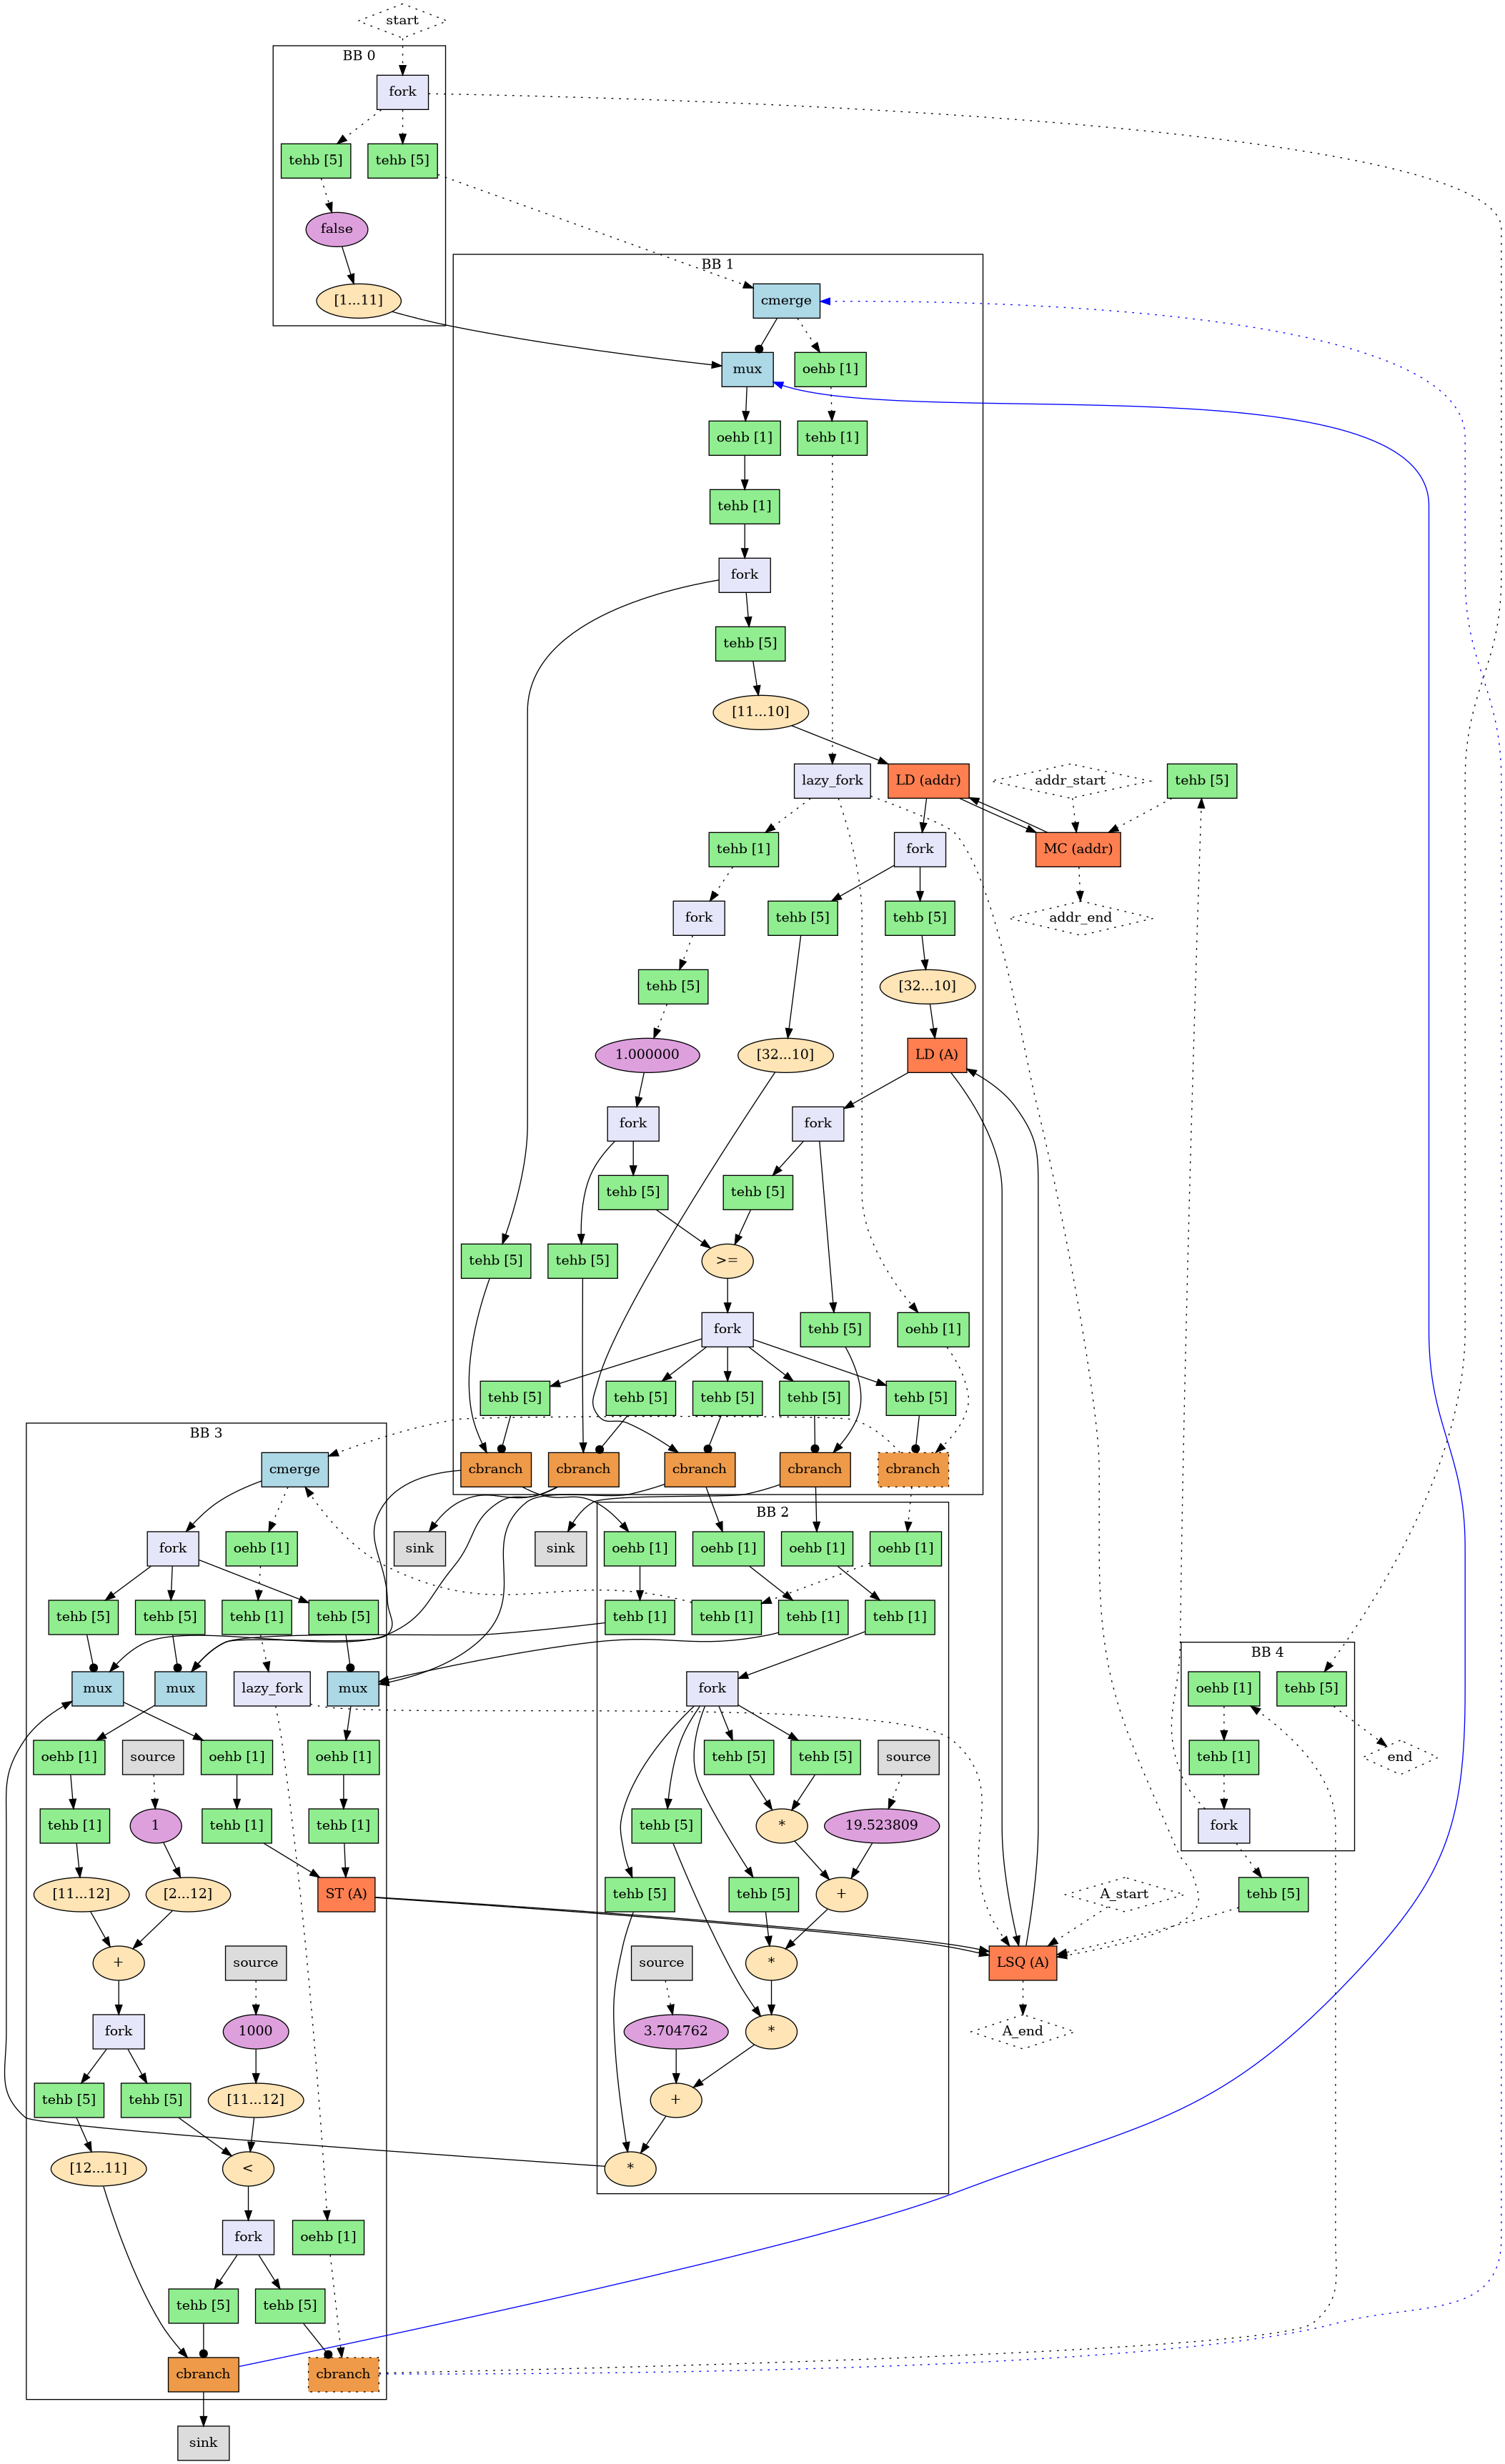 start
BB 0
fork
tehb [5]
tehb [5]
false
BB 1
[1...11]
cmerge
mux
oehb [1]
oehb [1]
tehb [1]
tehb [1]
fork
tehb [5]
[11...10]
lazy_fork
LD (addr)
addr_start
tehb [5]
tehb [1]
fork
MC (addr)
fork
tehb [5]
tehb [5]
addr_end
tehb [5]
[32...10]
1.000000
[32...10]
LD (A)
fork
fork
tehb [5]
tehb [5]
tehb [5]
tehb [5]
>=
fork
tehb [5]
oehb [1]
tehb [5]
tehb [5]
tehb [5]
tehb [5]
tehb [5]
BB 3
cmerge
cbranch
cbranch
cbranch
cbranch
cbranch
BB 2
fork
oehb [1]
sink
sink
oehb [1]
oehb [1]
oehb [1]
oehb [1]
tehb [5]
tehb [5]
tehb [1]
tehb [5]
tehb [1]
tehb [1]
tehb [1]
tehb [1]
BB 4
mux
mux
lazy_fork
mux
fork
oehb [1]
tehb [5]
oehb [1]
source
oehb [1]
oehb [1]
tehb [5]
tehb [5]
source
tehb [1]
end
tehb [1]
1
tehb [1]
tehb [1]
tehb [5]
*
19.523809
fork
[11...12]
[2...12]
ST (A)
tehb [5]
tehb [5]
+
A_start
tehb [5]
+
source
source
*
LSQ (A)
fork
1000
3.704762
*
A_end
tehb [5]
tehb [5]
[11...12]
+
[12...11]
<
*
fork
oehb [1]
tehb [5]
tehb [5]
cbranch
cbranch
sink